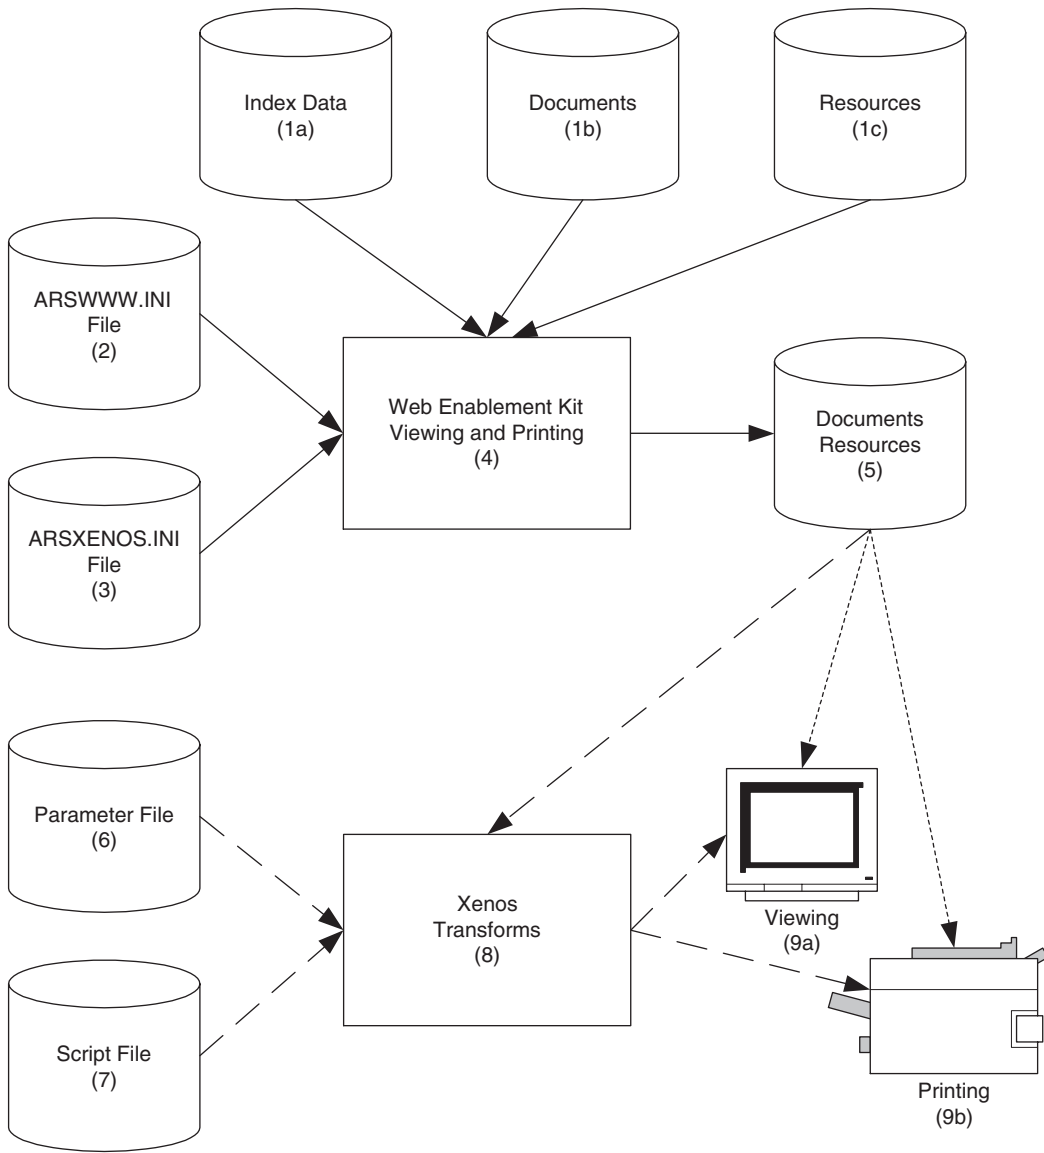 Index Data
(1a)
Documents
(1b)
Resources
(1c)
ARSWWW.INI
File
(2)
Web Enablement Kit
Viewing and Printing
(4)
Documents
Resources
(5)
ARSXENOS.INI
File
(3)
Parameter File
(6)
Xenos
Transforms
(8)
Viewing
(9a)
Script File
(7)
Printing
(9b)